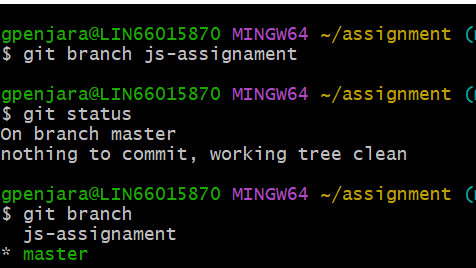 gpenjara@LIN66015870 MINGW64 ~/assignment (
$ git branch js-assignament
gpenjara@LIN66015870 MINGW64 ~/assignment (
$ git status
On branch master
nothing to commit, working tree clean
gpenjara@LIN66015870 MINGW64 ~/assignment (
$ git branch
js-assignament
* master